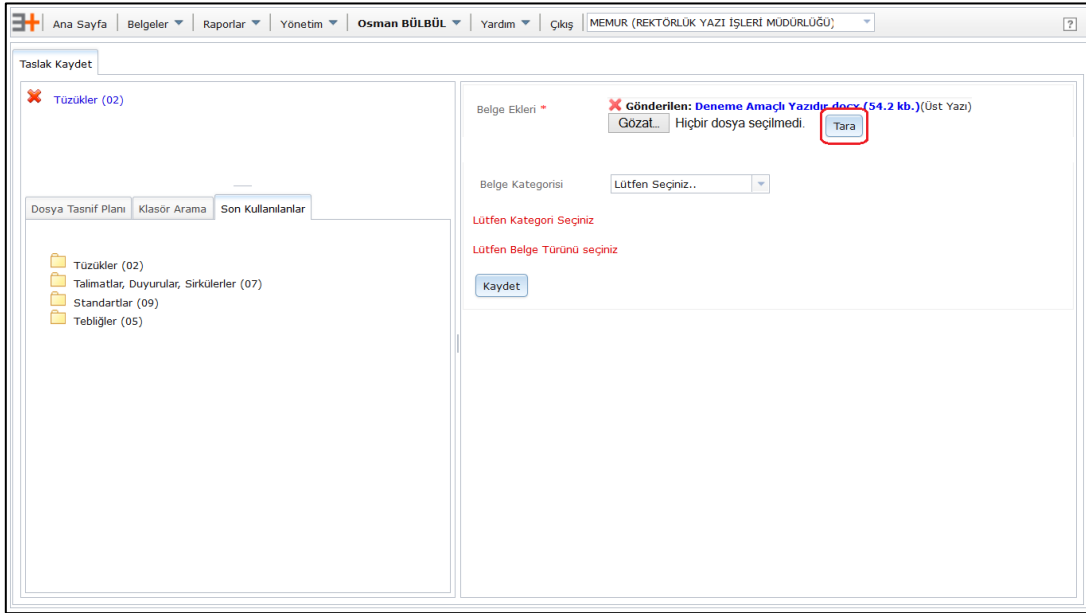 Ana Sayfa Belgeler Raporlar Yönetim Osman BÜLBÜL Yardım Çıkış MEMUR (REKTÖRLÜK YAZI İŞLERİ MÜDÜRLÜĞÜ) ?
Taslak Kaydet
Tüzükler (02)
Dosya Tasnif Planı Klasör Arama Son Kullanılanlar
Tüzükler (02)
Talimatlar, Duyurular, Sirkülerler (07)
Standartlar (09)
Tebliğler (05)
Belge Ekleri * Gönderilen: Deneme Amaçlı Yazıdır.docx (54.2 kb.)(Üst Yazı)
Gözat... Hiçbir dosya seçilmedi. Tara
Belge Kategorisi Lütfen Seçiniz..
Lütfen Kategori Seçiniz
Lütfen Belge Türünü seçiniz
Kaydet